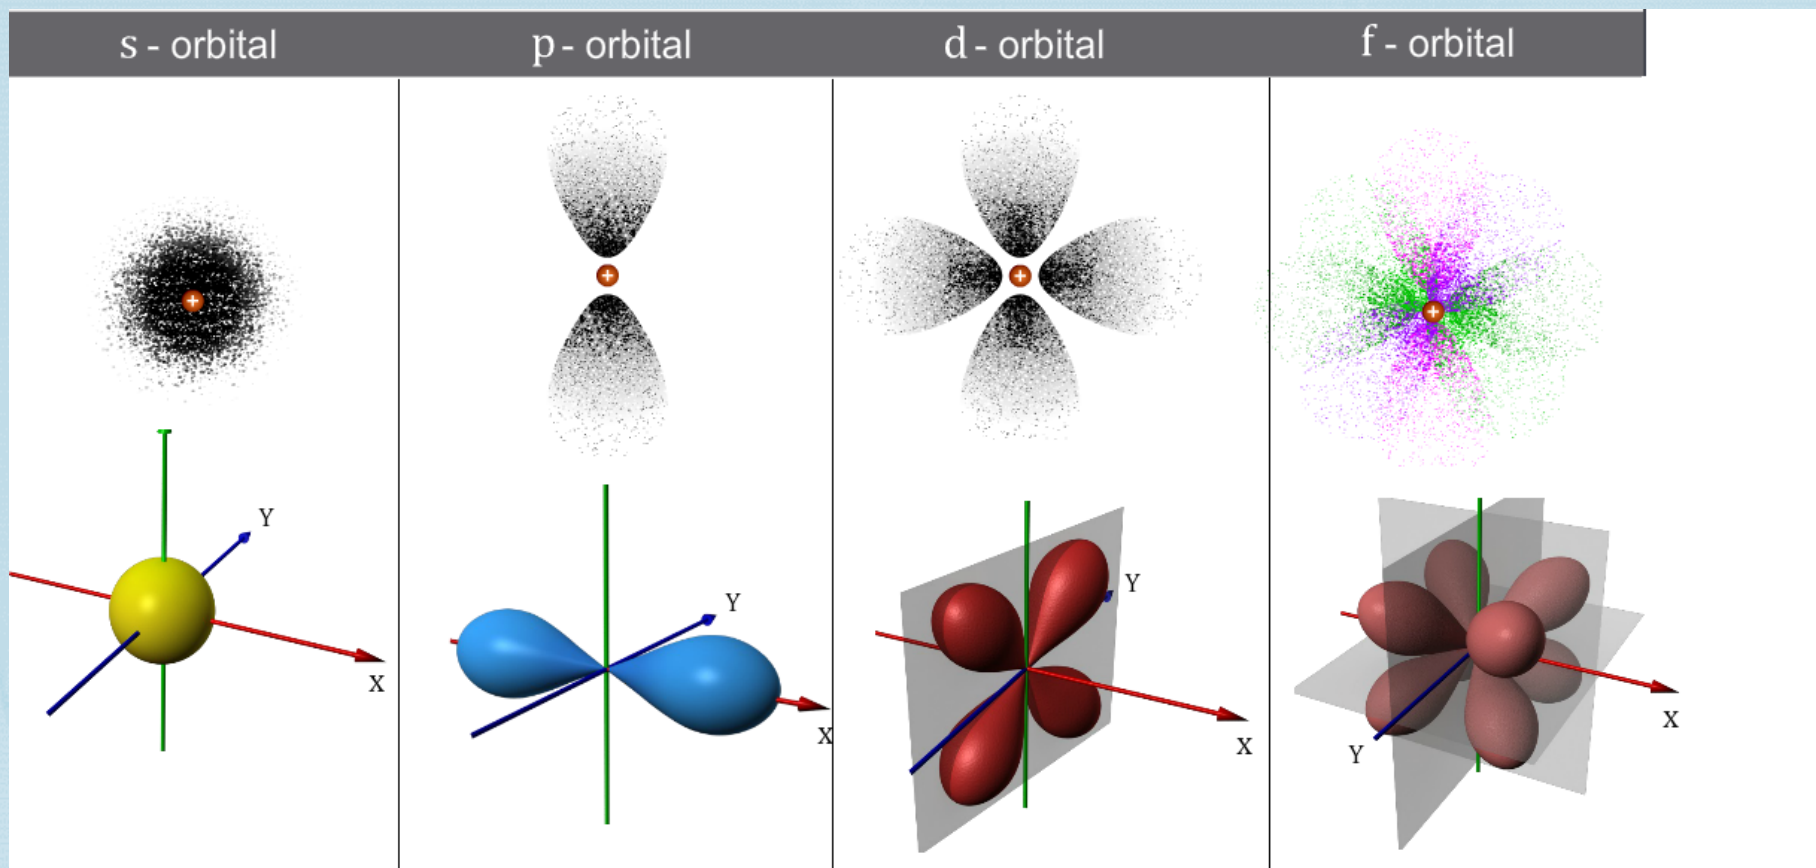 s - orbital
p - orbital
d - orbital
f - orbital
+
+
+
+
Y
X
Y
X
Y
X
Y
X